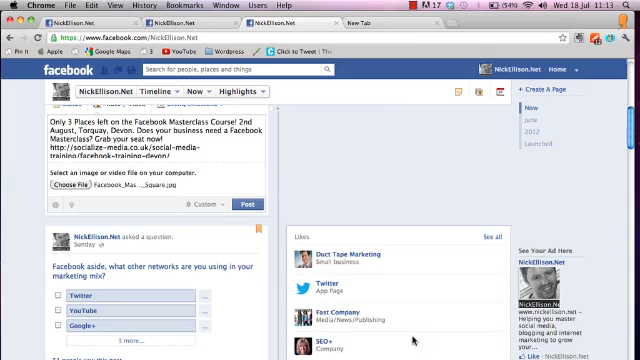 Chrome File Edit View History Bookmarks Window Help
17
(54%)
Wed 18 Jul 11:13
NickEllison.Net
NickEllison.Net
NickEllison.Net
New Tab
https://www.facebook.com/NickEllison.Net
Pin It
Apple
Google Maps
YouTube
Wordpress
Click to Tweet | The
facebook
Search for people, places and things
NickEllison.Net
Home
NickEllison.Net
Timeline
Now
Highlights
+ Create A Page
Now
June
2012
Launched
Only 3 Places left on the Facebook Masterclass Course! 2nd
August, Torquay, Devon. Does your business need a Facebook
Masterclass? Grab your seat now!
http://socialize-media.co.uk/social-media-
training/facebook-training-devon/
Select an image or video file on your computer.
Choose File
Facebook_Mas..._Square.jpg
Custom
Post
NickEllison.Net asked a question.
Sunday
Facebook aside, what other networks are you using in your
marketing mix?
Twitter
...
YouTube
...
Google+
...
3 more...
Likes
See all
Duct Tape Marketing
Small business
Twitter
App Page
Fast Company
Media/News/Publishing
SEO+
Company
See Your Ad Here
NickEllison.Net
www.nickellison.net
- Helping you
master social
media, blogging
and internet
marketing to
grow your...
Like · NickEllison.Net